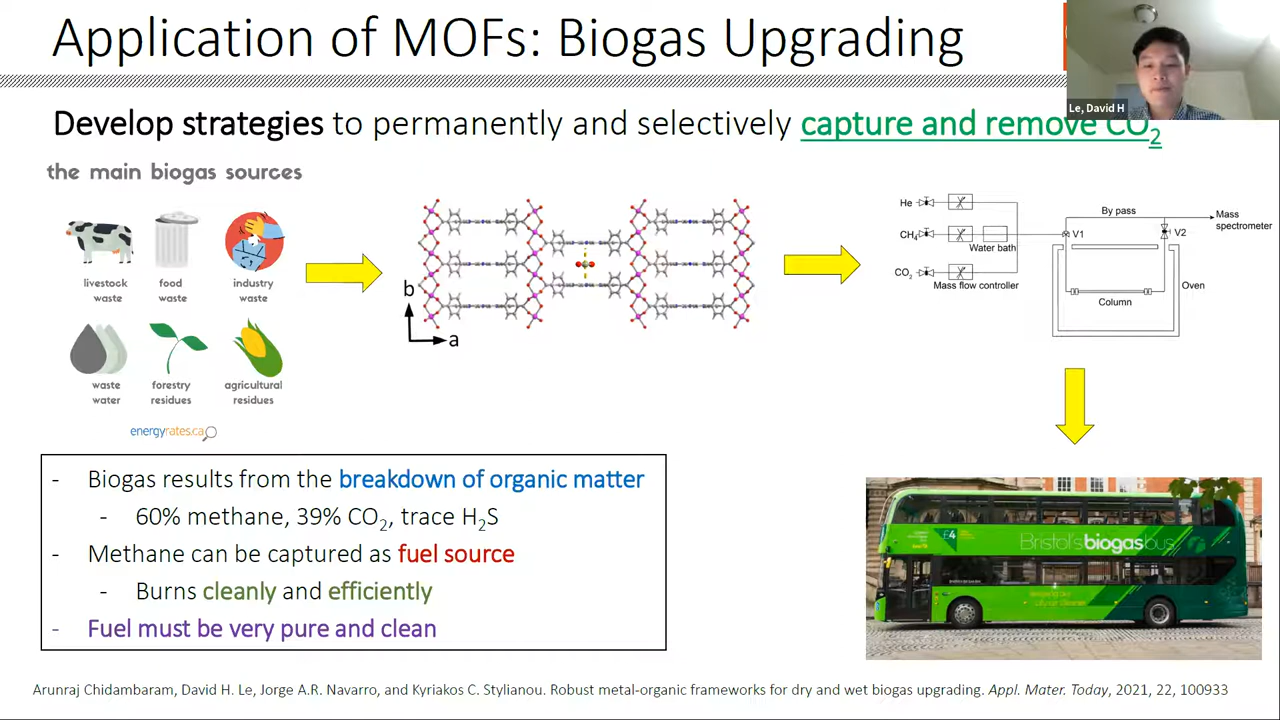 Application of MOFs: Biogas Upgrading
Le, David H
Develop strategies to permanently and selectively capture and remove CO2
the main biogas sources
livestock waste
food waste
industry waste
waste water
forestry residues
agricultural residues
energyrates.ca
b
a
He
CH4
CO2
Water bath
Mass flow controller
By pass
V1
V2
Mass spectrometer
Column
Oven
- Biogas results from the breakdown of organic matter
- 60% methane, 39% CO2, trace H2S
- Methane can be captured as fuel source
- Burns cleanly and efficiently
- Fuel must be very pure and clean
£4
Bristol's biogas bus
Arunraj Chidambaram, David H. Le, Jorge A.R. Navarro, and Kyriakos C. Stylianou. Robust metal-organic frameworks for dry and wet biogas upgrading. Appl. Mater. Today, 2021, 22, 100933